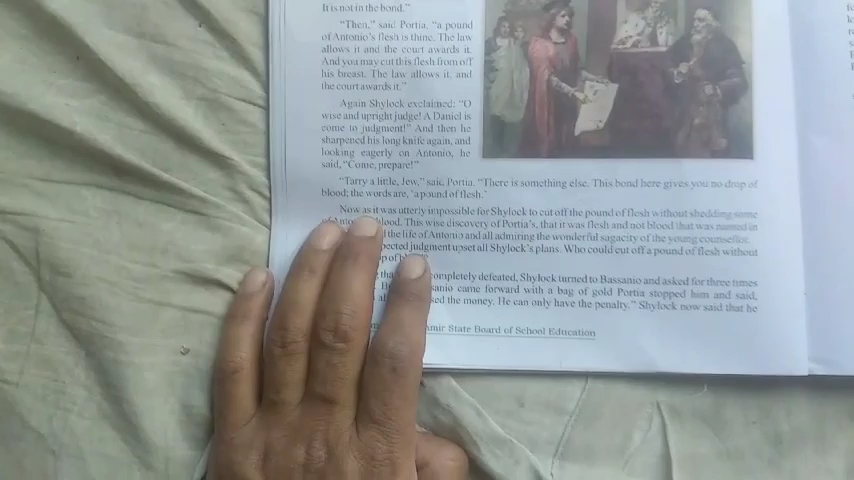 It is not in the bond."
"Then," said Portia, "a pound
of Antonio's flesh is thine. The law
allows it and the court awards it.
And you may cut this flesh from off
his breast. The law allows it, and
the court awards it."
Again Shylock exclaimed: "O
wise and upright judge! A Daniel is
come to judgment!" And then he
sharpened his long knife again, and
looking eagerly on Antonio, he
said, "Come, prepare!"
"Tarry a little, Jew," said Portia. "There is something else. This bond here gives you no drop of
blood; the words are, 'a pound of flesh.'
Now as it was utterly impossible for Shylock to cut off the pound of flesh without shedding some
blood. This wise discovery of Portia's, that it was flesh and not blood that was named in
the life of Antonio and all admiring the wonderful sagacity of the young counsellor.
judgment upset all Shylock's plans. Who could cut off a pound of flesh without
completely defeated, Shylock turned to Bassanio and asked for three times
came forward with a bag of gold Portia stopped him and said,
the money. He can only have the penalty." Shylock now said that he
State Board of School Education